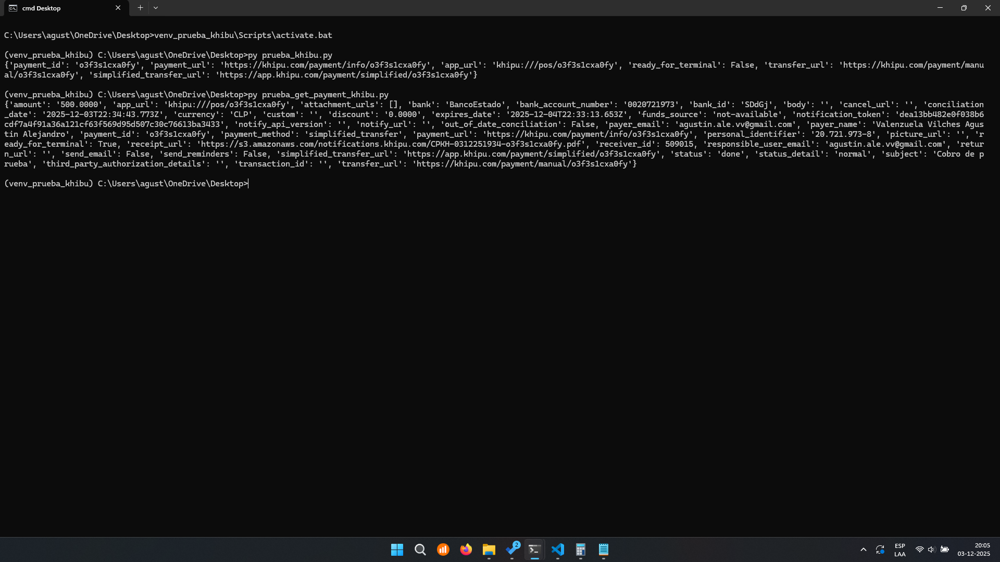 cmd Desktop
C:\Users\agust\OneDrive\Desktop>venv_prueba_khibu\Scripts\activate.bat
(venv_prueba_khibu) C:\Users\agust\OneDrive\Desktop>py prueba_khibu.py
{'payment_id': 'o3f3s1cxa0fy', 'payment_url': 'https://khipu.com/payment/info/o3f3s1cxa0fy', 'app_url': 'khipu:///pos/o3f3s1cxa0fy', 'ready_for_terminal': False, 'transfer_url': 'https://khipu.com/payment/manu
al/o3f3s1cxa0fy', 'simplified_transfer_url': 'https://app.khipu.com/payment/simplified/o3f3s1cxa0fy'}
(venv_prueba_khibu) C:\Users\agust\OneDrive\Desktop>py prueba_get_payment_khibu.py
{'amount': '500.0000', 'app_url': 'khipu:///pos/o3f3s1cxa0fy', 'attachment_urls': [], 'bank': 'BancoEstado', 'bank_account_number': '0020721973', 'bank_id': 'SDdGj', 'body': '', 'cancel_url': '', 'conciliation
_date': '2025-12-03T22:34:43.773Z', 'currency': 'CLP', 'custom': '', 'discount': '0.0000', 'expires_date': '2025-12-04T22:33:13.653Z', 'funds_source': 'not-available', 'notification_token': 'dea13bb482e0f038b6
cdf7a4f91a36a121cf63f569d95d507c30c76613ba3433', 'notify_api_version': '', 'notify_url': '', 'out_of_date_conciliation': False, 'payer_email': 'agustin.ale.vv@gmail.com', 'payer_name': 'Valenzuela Vilches Agus
tin Alejandro', 'payment_id': 'o3f3s1cxa0fy', 'payment_method': 'simplified_transfer', 'payment_url': 'https://khipu.com/payment/info/o3f3s1cxa0fy', 'personal_identifier': '20.721.973-8', 'picture_url': '', 'r
eady_for_terminal': True, 'receipt_url': 'https://s3.amazonaws.com/notifications.khipu.com/CPKH-0312251934-o3f3s1cxa0fy.pdf', 'receiver_id': 509015, 'responsible_user_email': 'agustin.ale.vv@gmail.com', 'retur
n_url': '', 'send_email': False, 'send_reminders': False, 'simplified_transfer_url': 'https://app.khipu.com/payment/simplified/o3f3s1cxa0fy', 'status': 'done', 'status_detail': 'normal', 'subject': 'Cobro de p
rueba', 'third_party_authorization_details': '', 'transaction_id': '', 'transfer_url': 'https://khipu.com/payment/manual/o3f3s1cxa0fy'}
(venv_prueba_khibu) C:\Users\agust\OneDrive\Desktop>
2
ESP
LAA
20:05
03-12-2025